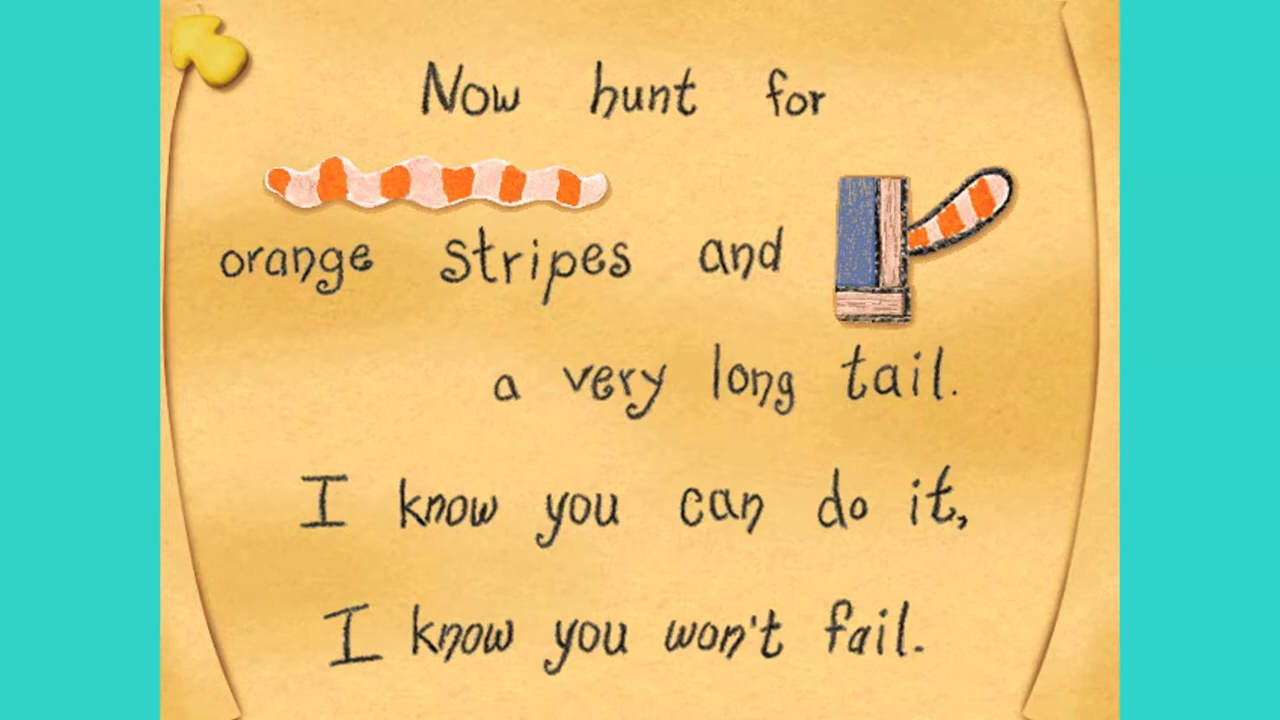 Now hunt for
orange stripes and
a very long tail.
I know you can do it,
I know you won't fail.